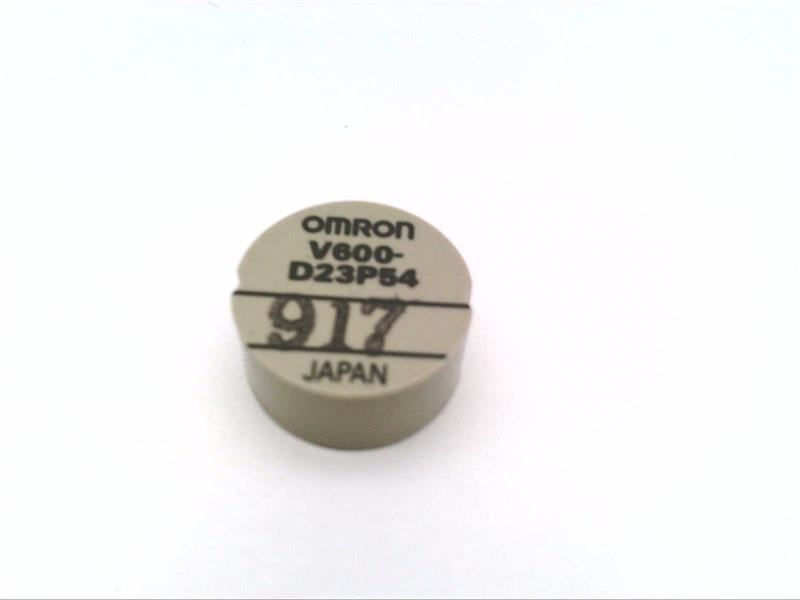 OMRON
V600-
D23P54
917
JAPAN